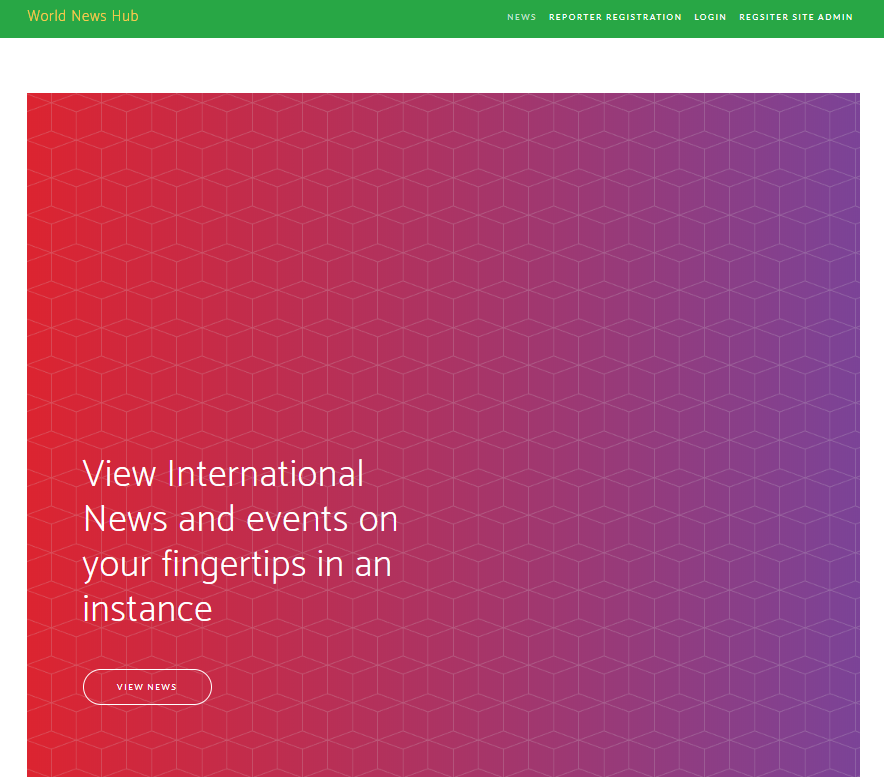 World News Hub
NEWS REPORTER REGISTRATION LOGIN REGSITER SITE ADMIN
View International
News and events on
your fingertips in an
instance
VIEW NEWS